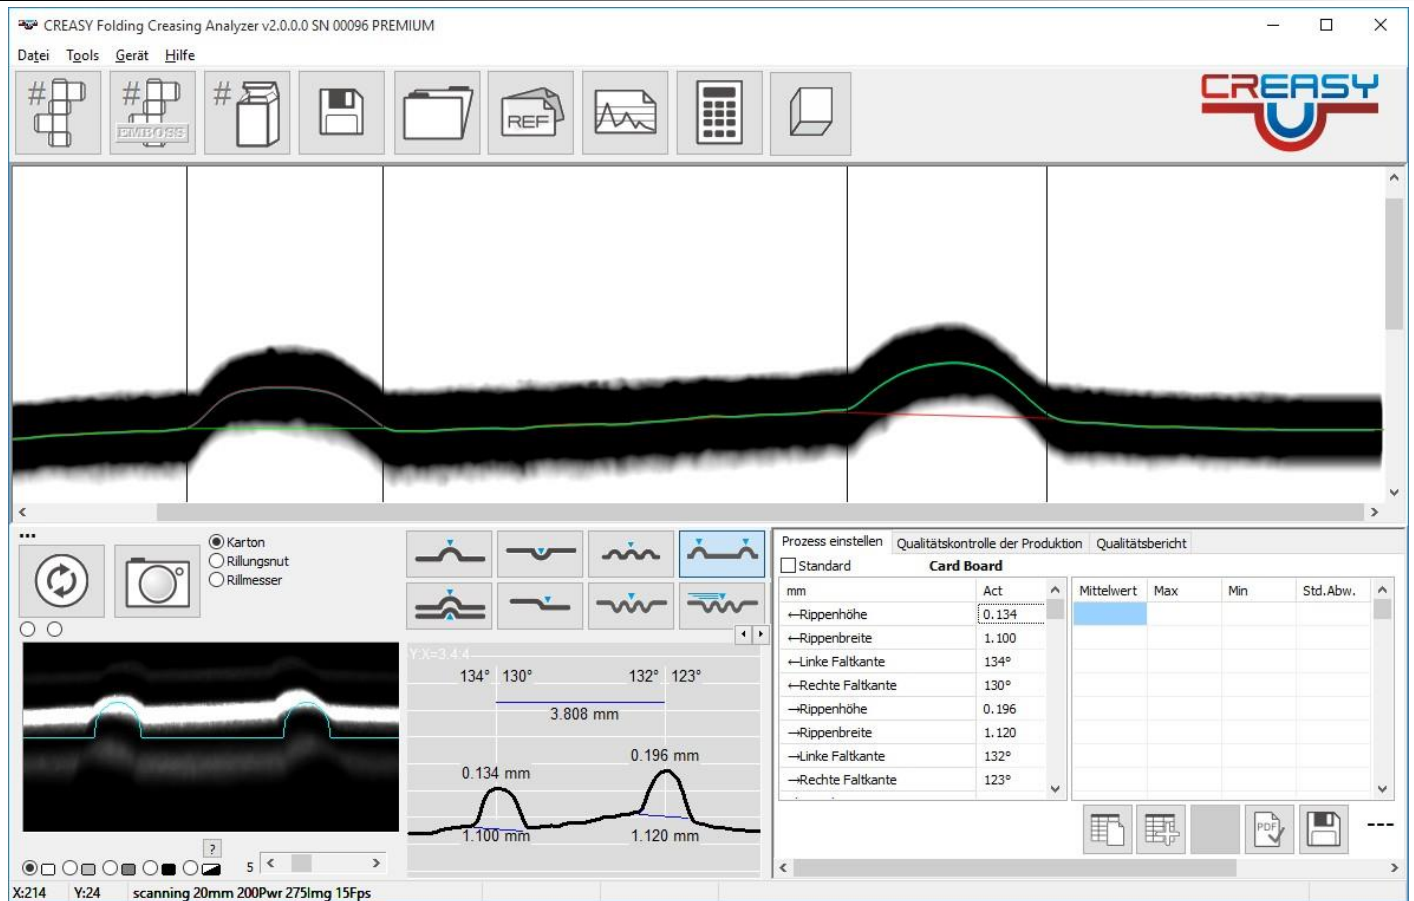 CREASY Folding Creasing Analyzer v2.0.0.0 SN 00096 PREMIUM
Datei Tools Gerät Hilfe
# # EMBOSS # REF
CREASY
Karton
Rillungsnut
Rillmesser
Y:X=3.4:4
134° 130° 132° 123°
3.808 mm
0.196 mm
0.134 mm
1.100 mm 1.120 mm
Prozess einstellen Qualitätskontrolle der Produktion Qualitätsbericht
Standard Card Board
mm Act Mittelwert Max Min Std.Abw.
←Rippenhöhe 0.134
←Rippenbreite 1.100
←Linke Faltkante 134°
←Rechte Faltkante 130°
→Rippenhöhe 0.196
→Rippenbreite 1.120
→Linke Faltkante 132°
→Rechte Faltkante 123°
PDF ---
? 5
X:214 Y:24 scanning 20mm 200Pwr 275Img 15Fps